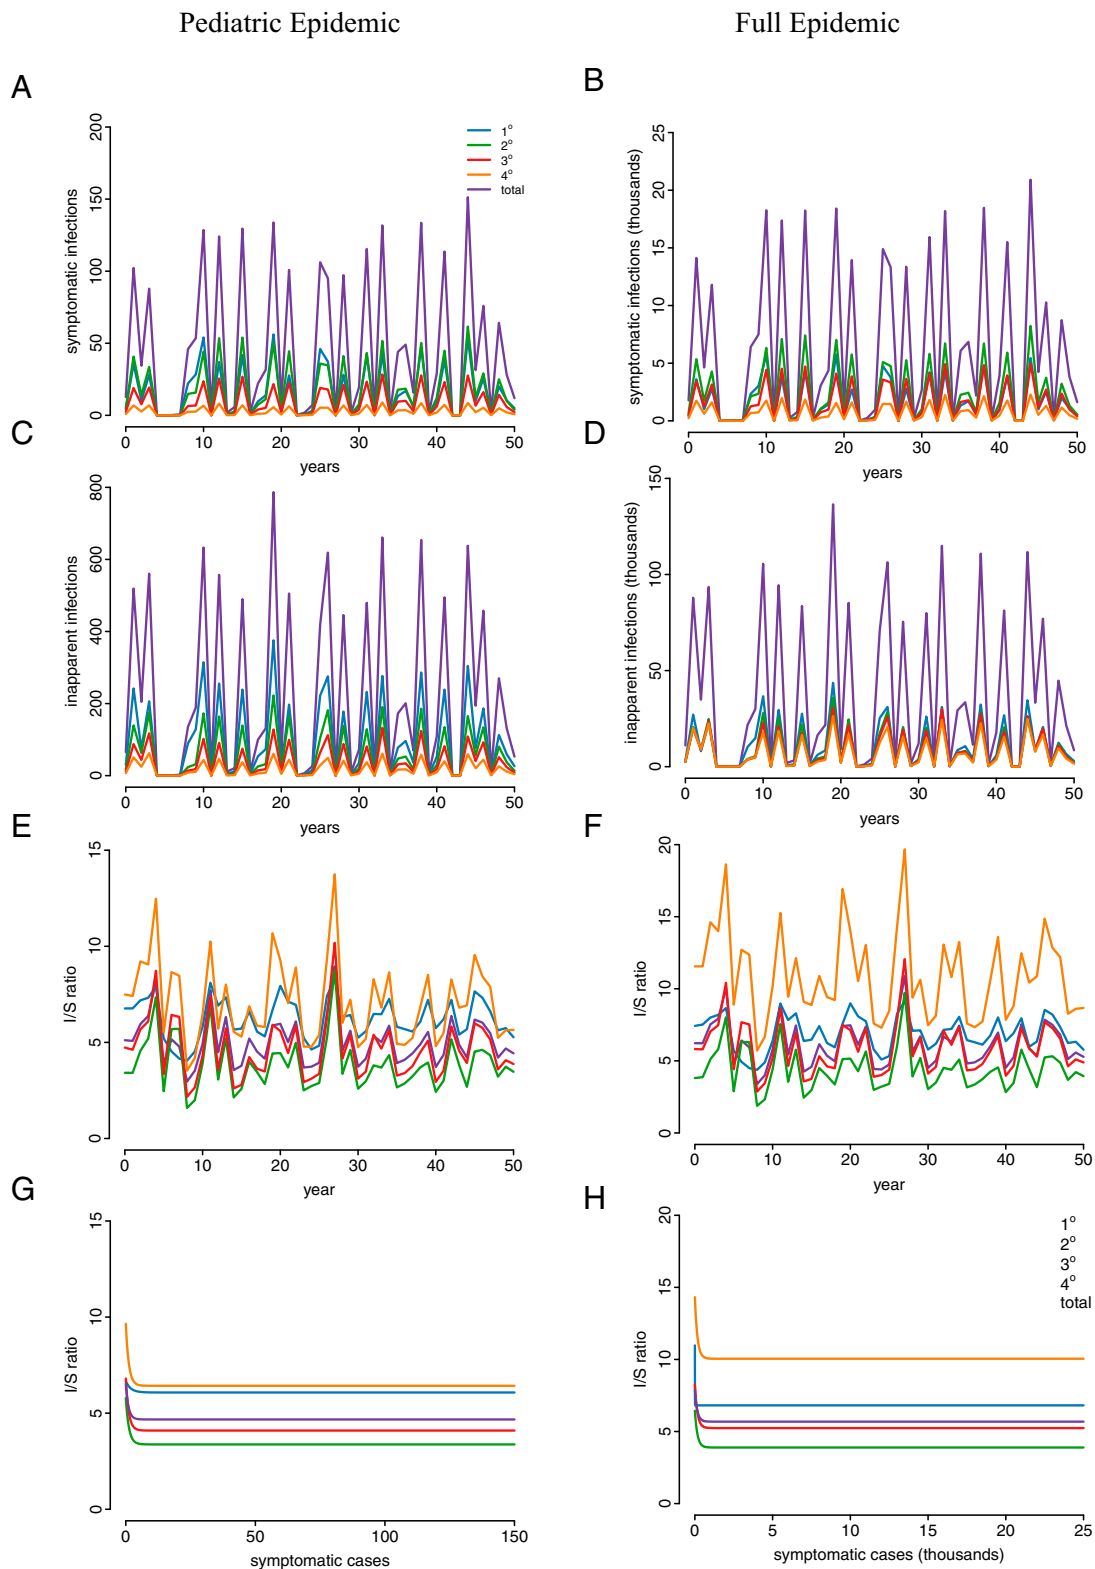 Pediatric Epidemic
Full Epidemic
A
symptomatic infections
0 50 100 150 200
1°
2°
3°
4°
total
0 10 20 30 40 50
years
B
symptomatic infections (thousands)
0 5 10 15 20 25
0 10 20 30 40 50
years
C
inapparent infections
0 200 400 600 800
0 10 20 30 40 50
years
D
inapparent infections (thousands)
0 50 100 150
0 10 20 30 40 50
years
E
I/S ratio
0 5 10 15
0 10 20 30 40 50
year
F
I/S ratio
0 5 10 15 20
0 10 20 30 40 50
year
G
I/S ratio
0 5 10 15
0 50 100 150
symptomatic cases
H
I/S ratio
0 5 10 15 20
1°
2°
3°
4°
total
0 5 10 15 20 25
symptomatic cases (thousands)